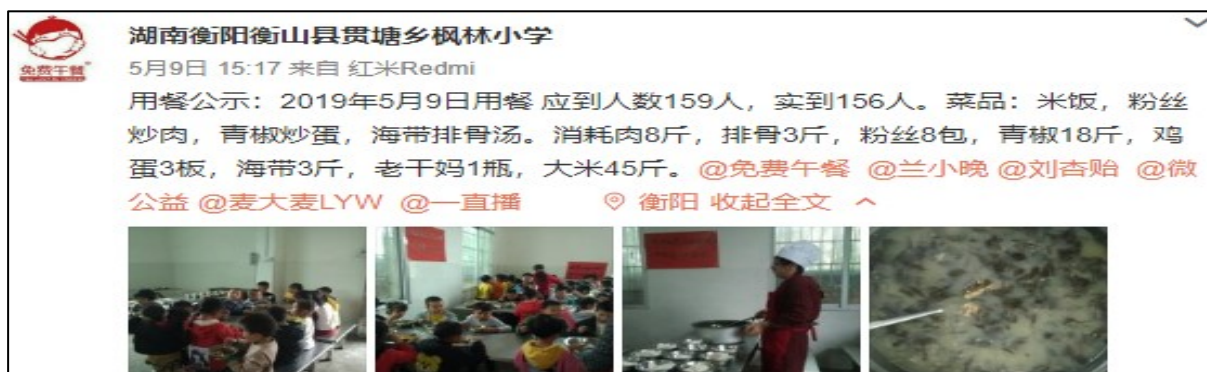 免费午餐
湖南衡阳衡山县贯塘乡枫林小学
5月9日 15:17 来自 红米Redmi
用餐公示：2019年5月9日用餐 应到人数159人，实到156人。菜品：米饭，粉丝
炒肉，青椒炒蛋，海带排骨汤。消耗肉8斤，排骨3斤，粉丝8包，青椒18斤，鸡
蛋3板，海带3斤，老干妈1瓶，大米45斤。@免费午餐 @兰小晚 @刘杏贻 @微
公益 @麦大麦LYW @一直播 衡阳 收起全文